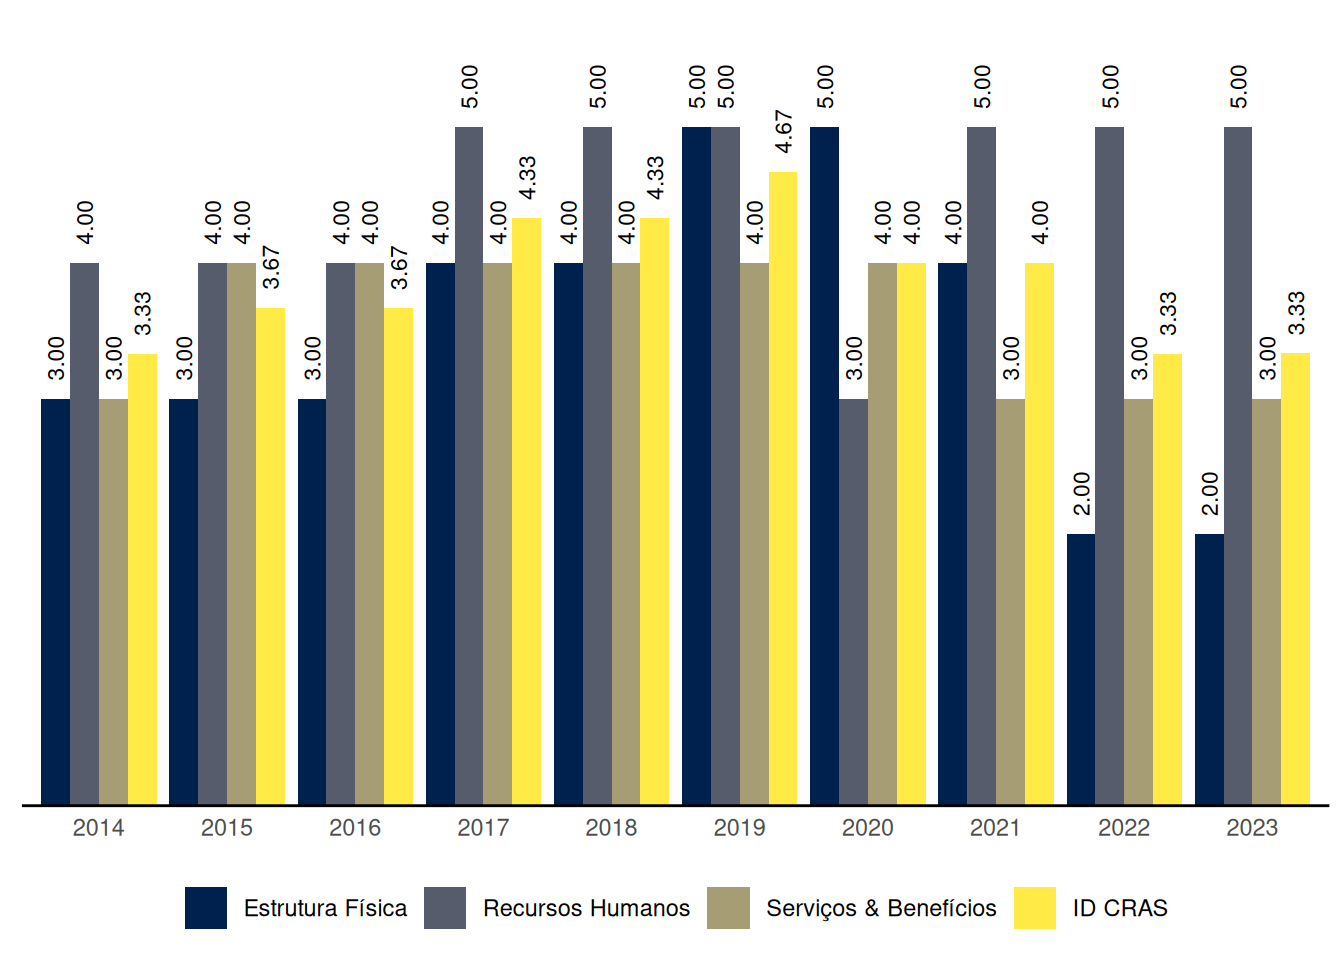 3.00 4.00 3.00 3.33
3.00 4.00 4.00 3.67
3.00 4.00 4.00 3.67
4.00 5.00 4.00 4.33
4.00 5.00 4.00 4.33
5.00 5.00 4.00 4.67
5.00 3.00 4.00 4.00
4.00 5.00 3.00 4.00
2.00 5.00 3.00 3.33
2.00 5.00 3.00 3.33
2014 2015 2016 2017 2018 2019 2020 2021 2022 2023
Estrutura Física Recursos Humanos Serviços & Benefícios ID CRAS